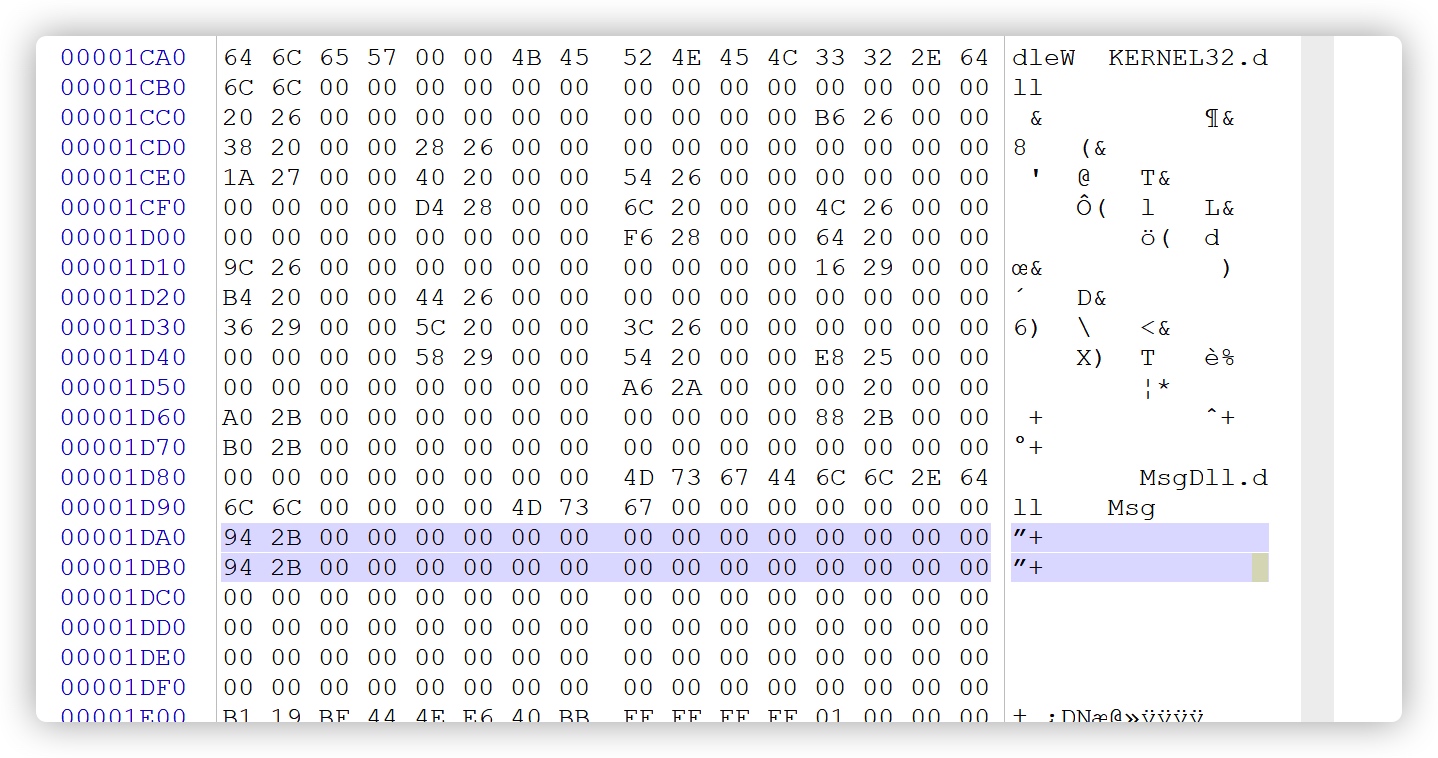 00001CA0 64 6C 65 57 00 00 4B 45 52 4E 45 4C 33 32 2E 64 dleW KERNEL32.d
00001CB0 6C 6C 00 00 00 00 00 00 00 00 00 00 00 00 00 00 ll
00001CC0 20 26 00 00 00 00 00 00 00 00 00 00 B6 26 00 00 & ¶&
00001CD0 38 20 00 00 28 26 00 00 00 00 00 00 00 00 00 00 8 (&
00001CE0 1A 27 00 00 40 20 00 00 54 26 00 00 00 00 00 00 ' @ T&
00001CF0 00 00 00 00 D4 28 00 00 6C 20 00 00 4C 26 00 00 Ô( l L&
00001D00 00 00 00 00 00 00 00 00 F6 28 00 00 64 20 00 00 ö( d
00001D10 9C 26 00 00 00 00 00 00 00 00 00 00 16 29 00 00 œ& )
00001D20 B4 20 00 00 44 26 00 00 00 00 00 00 00 00 00 00 ´ D&
00001D30 36 29 00 00 5C 20 00 00 3C 26 00 00 00 00 00 00 6) \ <&
00001D40 00 00 00 00 58 29 00 00 54 20 00 00 E8 25 00 00 X) T è%
00001D50 00 00 00 00 00 00 00 00 A6 2A 00 00 00 20 00 00 ¦*
00001D60 A0 2B 00 00 00 00 00 00 00 00 00 00 88 2B 00 00 + ˆ+
00001D70 B0 2B 00 00 00 00 00 00 00 00 00 00 00 00 00 00 °+
00001D80 00 00 00 00 00 00 00 00 4D 73 67 44 6C 6C 2E 64 MsgDll.d
00001D90 6C 6C 00 00 00 00 4D 73 67 00 00 00 00 00 00 00 ll Msg
00001DA0 94 2B 00 00 00 00 00 00 00 00 00 00 00 00 00 00 ”+
00001DB0 94 2B 00 00 00 00 00 00 00 00 00 00 00 00 00 00 ”+
00001DC0 00 00 00 00 00 00 00 00 00 00 00 00 00 00 00 00
00001DD0 00 00 00 00 00 00 00 00 00 00 00 00 00 00 00 00
00001DE0 00 00 00 00 00 00 00 00 00 00 00 00 00 00 00 00
00001DF0 00 00 00 00 00 00 00 00 00 00 00 00 00 00 00 00
00001E00 B1 19 BF 44 4E E6 40 BB FF FF FF FF 01 00 00 00 ± ¿DNæ@»ÿÿÿÿ